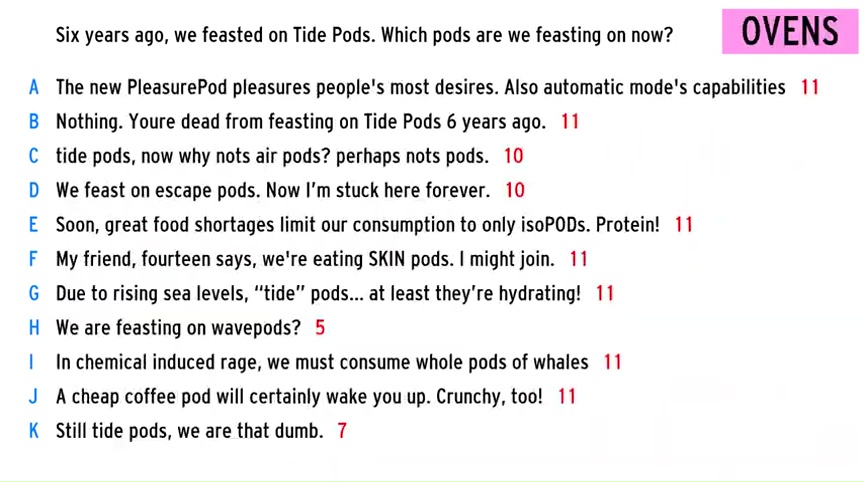 Six years ago, we feasted on Tide Pods. Which pods are we feasting on now?
OVENS
A The new PleasurePod pleasures people's most desires. Also automatic mode's capabilities 11
B Nothing. Youre dead from feasting on Tide Pods 6 years ago. 11
C tide pods, now why nots air pods? perhaps nots pods. 10
D We feast on escape pods. Now I'm stuck here forever. 10
E Soon, great food shortages limit our consumption to only isoPODs. Protein! 11
F My friend, fourteen says, we're eating SKIN pods. I might join. 11
G Due to rising sea levels, “tide” pods... at least they're hydrating! 11
H We are feasting on wavepods? 5
I In chemical induced rage, we must consume whole pods of whales 11
J A cheap coffee pod will certainly wake you up. Crunchy, too! 11
K Still tide pods, we are that dumb. 7